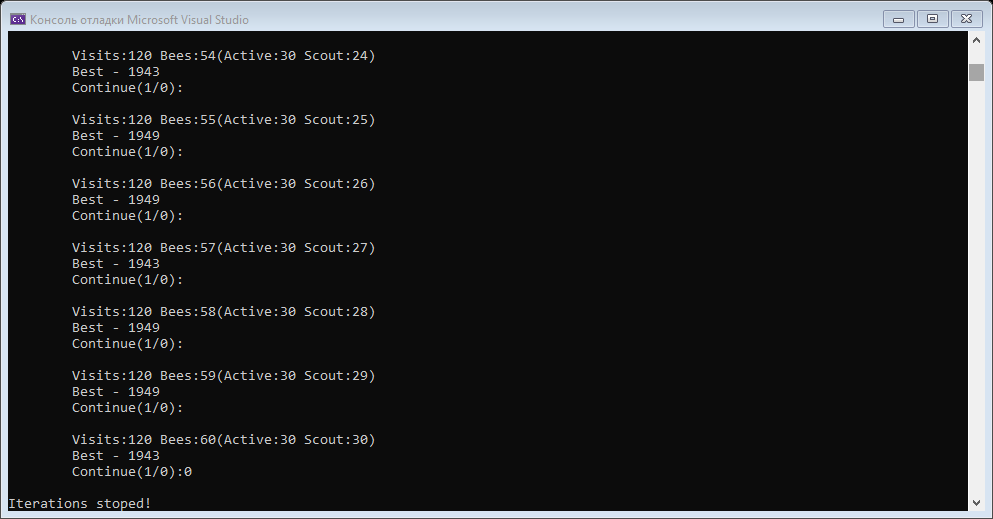 C:\
Консоль отладки Microsoft Visual Studio
Visits:120 Bees:54(Active:30 Scout:24)
Best - 1943
Continue(1/0):
Visits:120 Bees:55(Active:30 Scout:25)
Best - 1949
Continue(1/0):
Visits:120 Bees:56(Active:30 Scout:26)
Best - 1949
Continue(1/0):
Visits:120 Bees:57(Active:30 Scout:27)
Best - 1943
Continue(1/0):
Visits:120 Bees:58(Active:30 Scout:28)
Best - 1949
Continue(1/0):
Visits:120 Bees:59(Active:30 Scout:29)
Best - 1949
Continue(1/0):
Visits:120 Bees:60(Active:30 Scout:30)
Best - 1943
Continue(1/0):0
Iterations stoped!